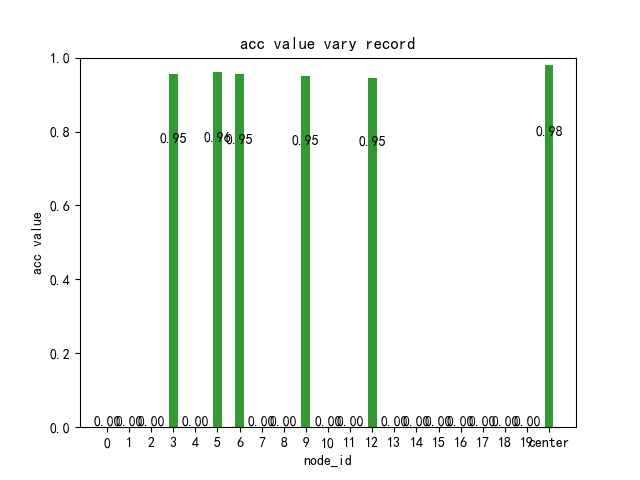 acc value vary record
1.0
0.8
0.6
0.4
0.2
0.0
acc value
0.95 0.96 0.95 0.95 0.95 0.98
0.00 0.00 0.00 0.00 0.00 0.00 0.00 0.00 0.00 0.00 0.00 0.00 0.00 0.00 0.00
0 1 2 3 4 5 6 7 8 9 10 11 12 13 14 15 16 17 18 19 center
node_id